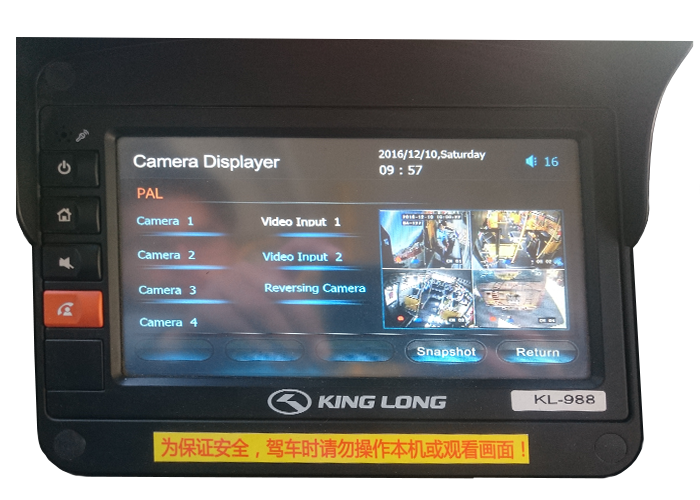 Camera Displayer
2016/12/10,Saturday
09 : 57
16
PAL
Camera 1
Video Input 1
Camera 2
Video Input 2
Camera 3
Reversing Camera
Camera 4
Snapshot
Return
KING LONG
KL-988
为保证安全，驾车时请勿操作本机或观看画面！